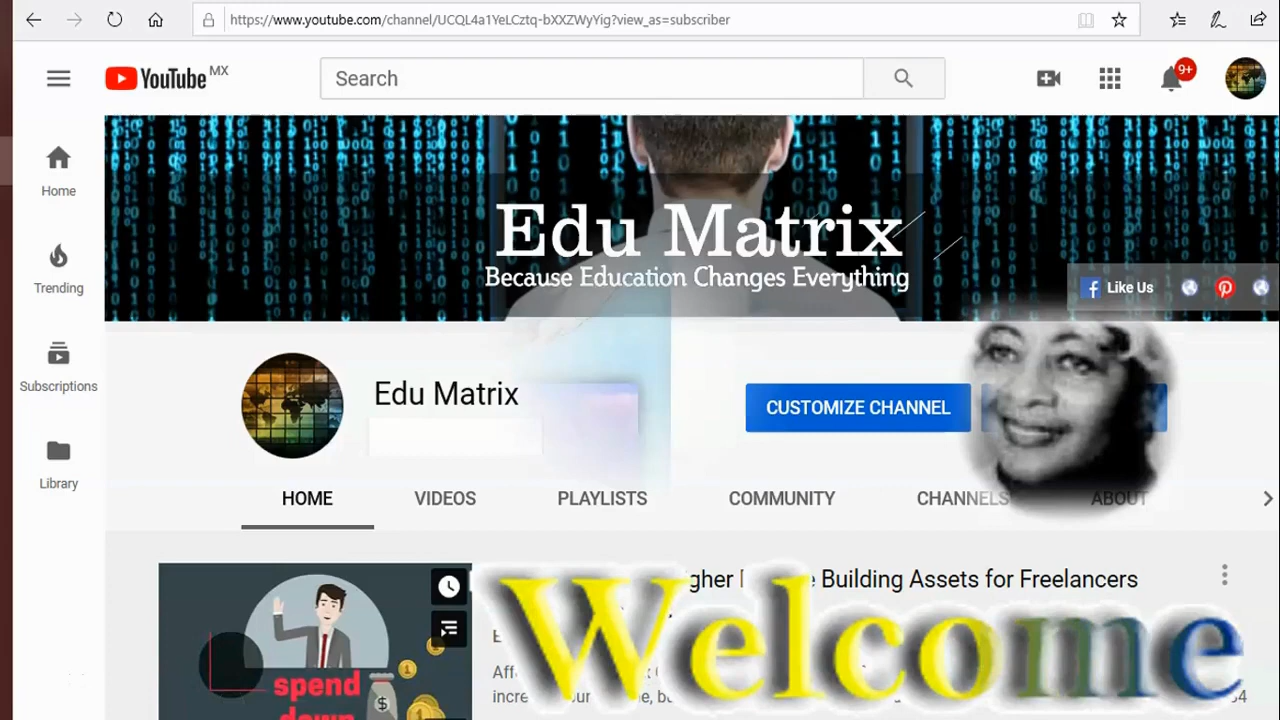 https://www.youtube.com/channel/UCQL4a1YeLCztq-bXXZWyYig?view_as=subscriber
YouTube MX
Search
9+
Home
Trending
Subscriptions
Library
Edu Matrix
Because Education Changes Everything
Like Us
Edu Matrix
CUSTOMIZE CHANNEL
HOME VIDEOS PLAYLISTS COMMUNITY CHANNELS ABOUT
Building Assets for Freelancers
Welcome
spend
down